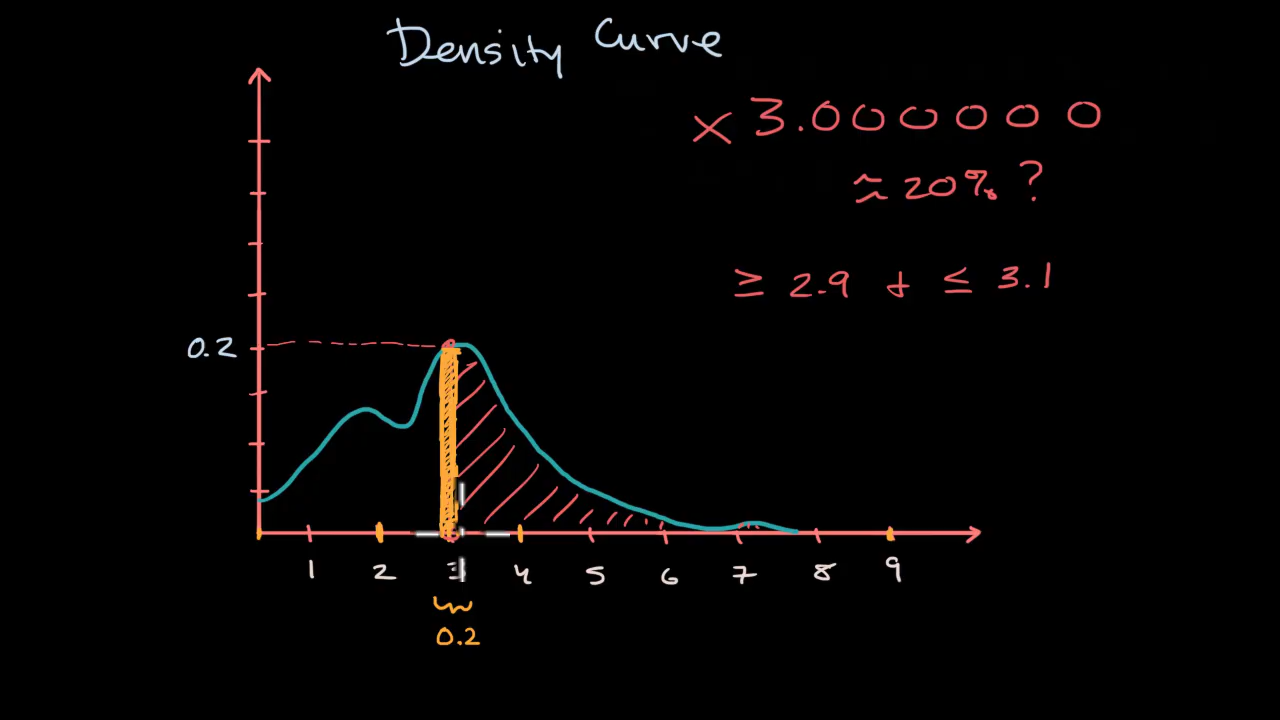 Density Curve
x 3.000000
≈ 20% ?
≥ 2.9 + ≤ 3.1
0.2
1 2 3 4 5 6 7 8 9
0.2